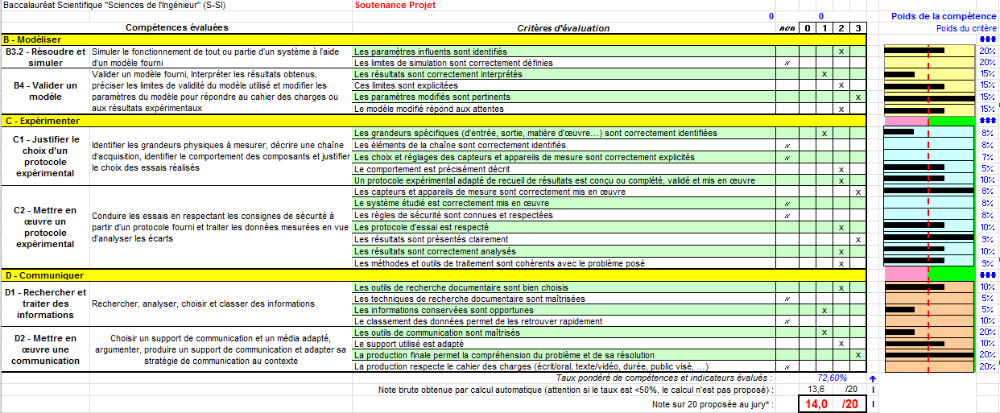 Baccalauréat Scientifique "Sciences de l'Ingénieur" (S-SI) Soutenance Projet
0 0 Poids de la compétence
Compétences évaluées Critères d'évaluation 0 1 2 3 Poids du critère
B - Modéliser ###
B3.2 - Résoudre et simuler
Simuler le fonctionnement de tout ou partie d'un système à l'aide
d'un modèle fourni
Les paramètres influents sont identifiés x 20%
Les limites de simulation sont correctement définies 20%
B4 - Valider un modèle
Valider un modèle fourni, Interpréter les résultats obtenus,
préciser les limites de validité du modèle utilisé et modifier les
paramètres du modèle pour répondre au cahier des charges ou
aux résultats expérimentaux
Les résultats sont correctement interprétés x 15%
Ces limites sont explicitées x 15%
Les paramètres modifiés sont pertinents x 15%
Le modèle modifié répond aux attentes x 15%
C - Expérimenter ###
C1 - Justifier le
choix d'un
protocole
expérimental
Identifier les grandeurs physiques à mesurer, décrire une chaîne
d'acquisition, identifier le comportement des composants et justifier
le choix des essais réalisés
Les grandeurs spécifiques (d'entrée, sortie, matière d'œuvre...) sont correctement identifiées x 8%
Les éléments de la chaîne sont correctement identifiés 8%
Les choix et réglages des capteurs et appareils de mesure sont correctement explicités 7%
Le comportement est précisément décrit x 5%
Un protocole expérimental adapté de recueil de résultats est conçu ou complété, validé et mis en œuvre x 10%
C2 - Mettre en
œuvre un
protocole
expérimental
Conduire les essais en respectant les consignes de sécurité à
partir d'un protocole fourni et traiter les données mesurées en vue
d'analyser les écarts
Les capteurs et appareils de mesure sont correctement mis en œuvre x 8%
Le système étudié est correctement mis en œuvre 8%
Les règles de sécurité sont connues et respectées 8%
Les protocole d'essai est respecté x 10%
Les résultats sont présentés clairement x 9%
Les résultats sont correctement analysés x 10%
Les méthodes et outils de traitement sont cohérents avec le problème posé x 9%
D - Communiquer ###
D1 - Rechercher et
traiter des
informations
Rechercher, analyser, choisir et classer des informations
Les outils de recherche documentaire sont bien choisis x 10%
Les techniques de recherche documentaire sont maîtrisées 5%
Les informations conservées sont opportunes x 5%
Le classement des données permet de les retrouver rapidement 10%
D2 - Mettre en
œuvre une
communication
Choisir un support de communication et un média adapté,
argumenter, produire un support de communication et adapter sa
stratégie de communication au contexte
Les outils de communication sont maîtrisés x 20%
Le support utilisé est adapté x 10%
La production finale permet la compréhension du problème et de sa résolution x 20%
La production respecte le cahier des charges (écrit/oral, texte/vidéo, durée, public visé, ...) 20%
Taux pondéré de compétences et indicateurs évalués : 72,60%
Note brute obtenue par calcul automatique (attention si le taux est <50%, le calcul n'est pas proposé) : 13,6 /20
Note sur 20 proposée au jury* : 14,0 /20